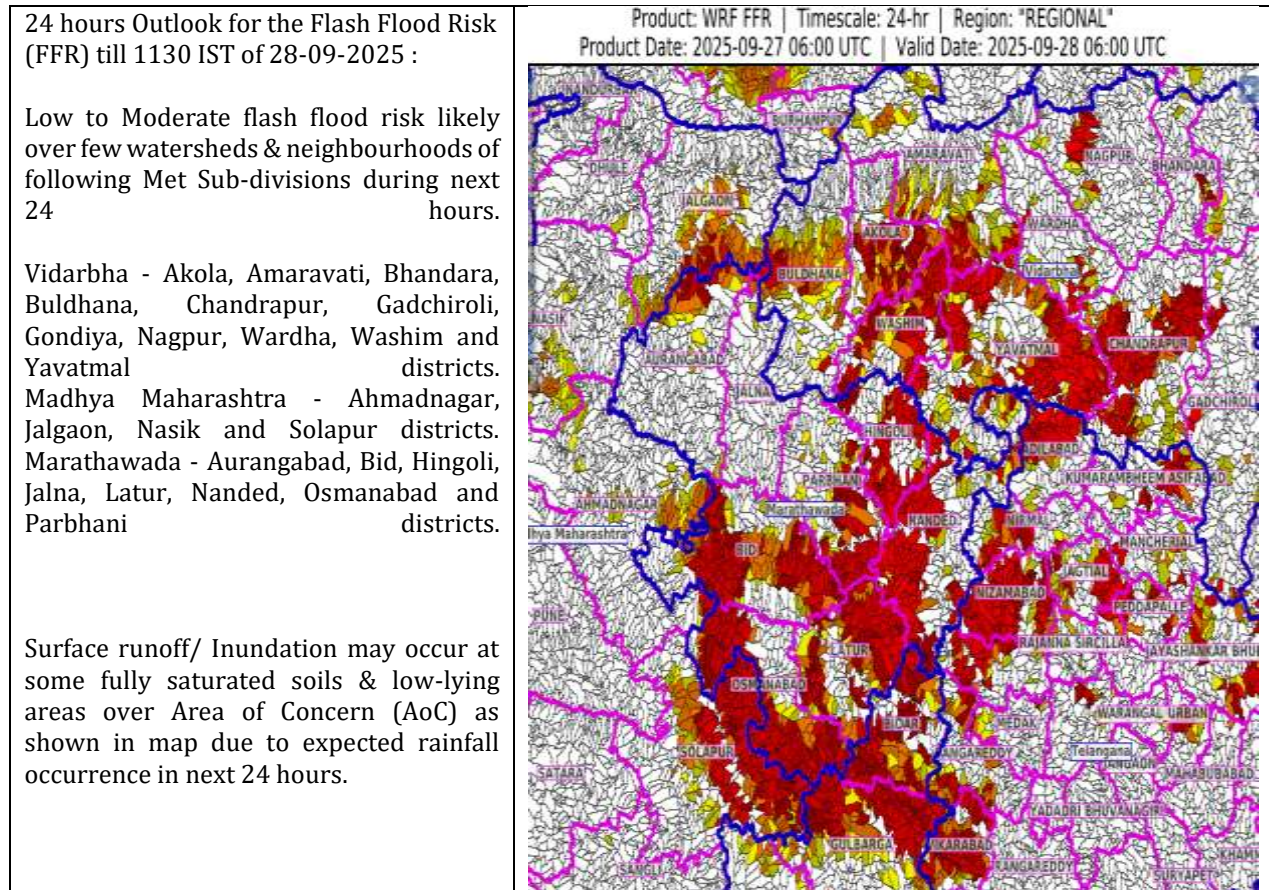 24 hours Outlook for the Flash Flood Risk
(FFR) till 1130 IST of 28-09-2025 :
Low to Moderate flash flood risk likely
over few watersheds & neighbourhoods of
following Met Sub-divisions during next
24 hours.
Vidarbha - Akola, Amaravati, Bhandara,
Buldhana, Chandrapur, Gadchiroli,
Gondiya, Nagpur, Wardha, Washim and
Yavatmal districts.
Madhya Maharashtra - Ahmadnagar,
Jalgaon, Nasik and Solapur districts.
Marathawada - Aurangabad, Bid, Hingoli,
Jalna, Latur, Nanded, Osmanabad and
Parbhani districts.
Surface runoff/ Inundation may occur at
some fully saturated soils & low-lying
areas over Area of Concern (AoC) as
shown in map due to expected rainfall
occurrence in next 24 hours.
Product: WRF FFR | Timescale: 24-hr | Region: "REGIONAL"
Product Date: 2025-09-27 06:00 UTC | Valid Date: 2025-09-28 06:00 UTC
BURHANPUR
DHULE
AMARAVATI
NAGPUR
BHANDARA
JALGAON
AKOLA
WARDHA
BULDHANA
Vidarbha
NASIK
WASHIM
YAVATMAL
CHANDRAPUR
AURANGABAD
JALNA
GADCHIROLI
HINGOLI
ADILABAD
PARBHANI
KUMARAMBHEEM ASIFABAD
AHMADNAGAR
Marathawada
NANDED
NIRMAL
dhya Maharashtra
MANCHERIAL
BID
JAGTIAL
NIZAMABAD
PEDDAPALLE
PUNE
RAJANNA SIRCILLA
JAYASHANKAR BHU
LATUR
OSMANABAD
BIDAR
MEDAK
WARANGAL URBAN
SOLAPUR
SANGAREDDY
Telangana
JANGAON
SATARA
MAHABUBABAD
YADADRI BHUVANAGIRI
GULBARGA
VIKARABAD
RANGAREDDY
KHAMM
SANGLI
SURYAPET